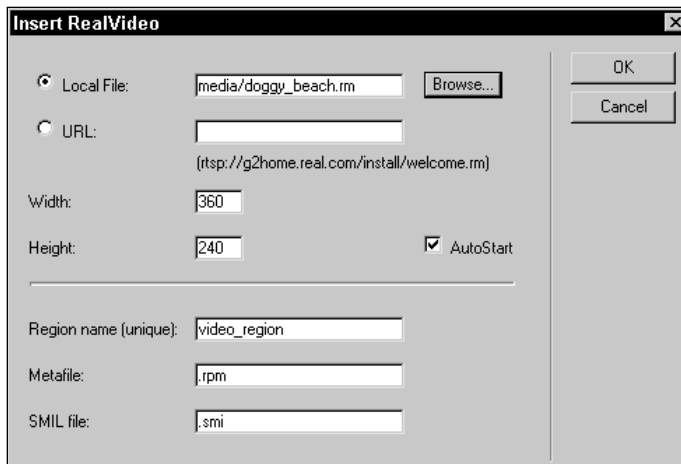 Insert RealVideo
Local File: media/doggy_beach.rm Browse... OK
Cancel
URL:
(rtsp://g2home.real.com/install/welcome.rm)
Width: 360
Height: 240 AutoStart
Region name (unique): video_region
Metafile: .rpm
SMIL file: .smi